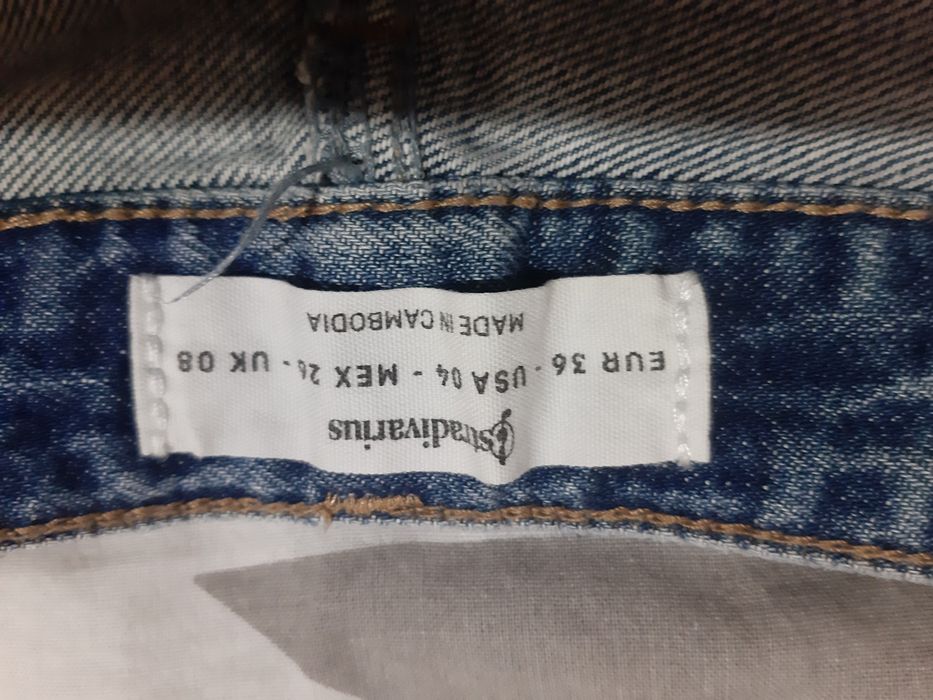 stradivarius
EUR 36 - USA 04 - MEX 26 - UK 08
MADE IN CAMBODIA